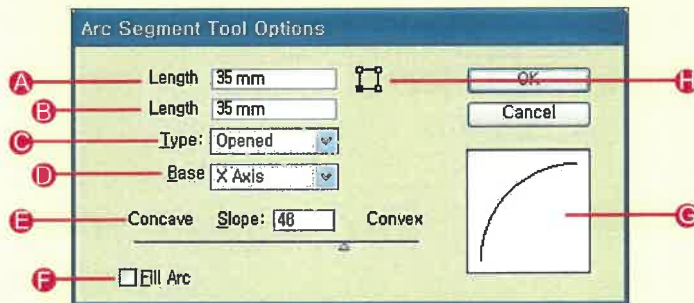 Arc Segment Tool Options
A Length 35 mm H OK
B Length 35 mm Cancel
C Type: Opened
D Base X Axis
G
E Concave Slope: 48 Convex
F Fill Arc